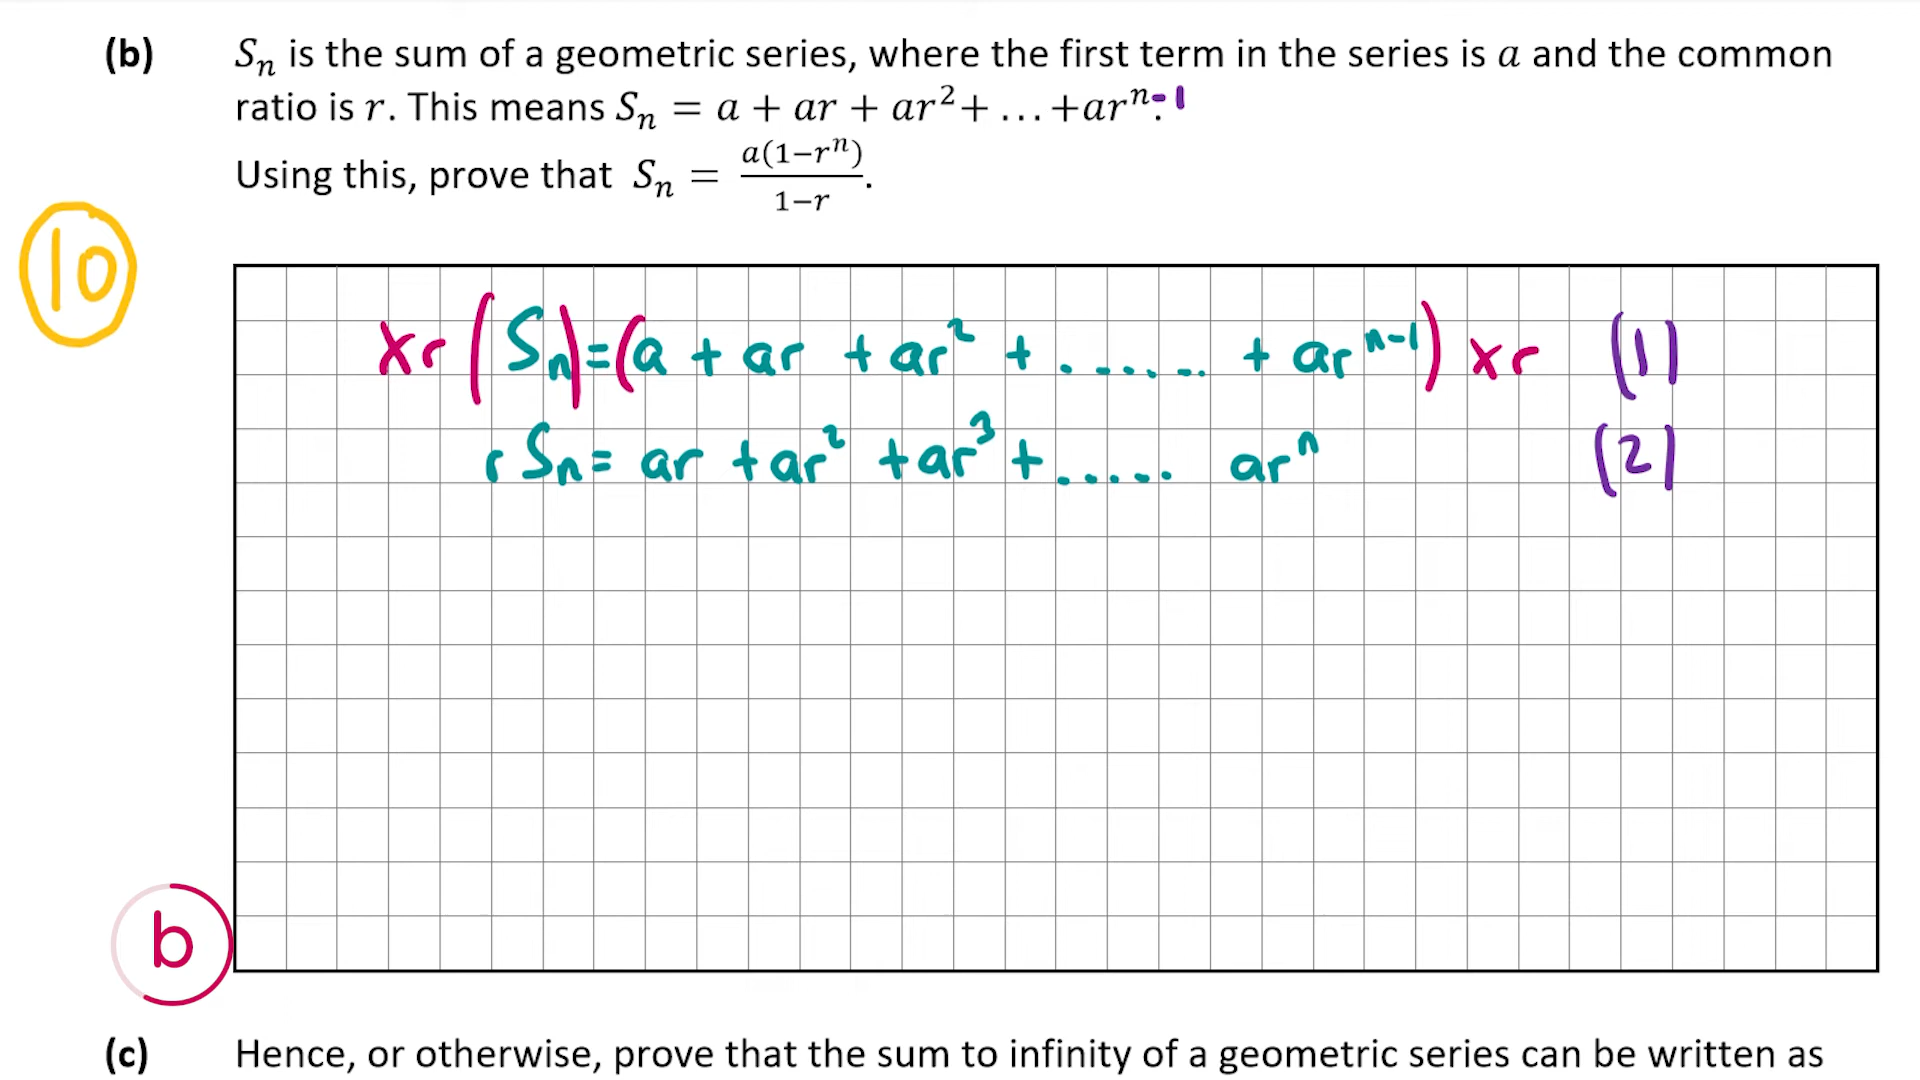 (b) Sₙ is the sum of a geometric series, where the first term in the series is a and the common
ratio is r. This means Sₙ = a + ar + ar² + … + arⁿ⁻¹.
Using this, prove that Sₙ = a(1−rⁿ)/1−r.
10
xr (Sₙ) = (a + ar + ar² + ...... + arⁿ⁻¹) xr (1)
rSₙ = ar + ar² + ar³ + ..... arⁿ (2)
b
(c) Hence, or otherwise, prove that the sum to infinity of a geometric series can be written as